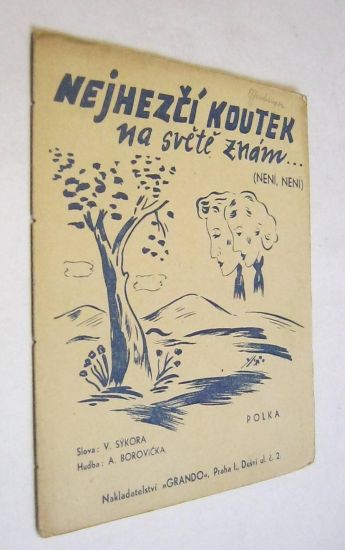 NEJHEZČÍ KOUTEK
na světě znám...
(NENÍ, NENÍ)
POLKA
Slova: V. SÝKORA
Hudba: A. BOROVIČKA
Nakladatelství »GRANDO«, Praha I., Dušní ul. č. 2.